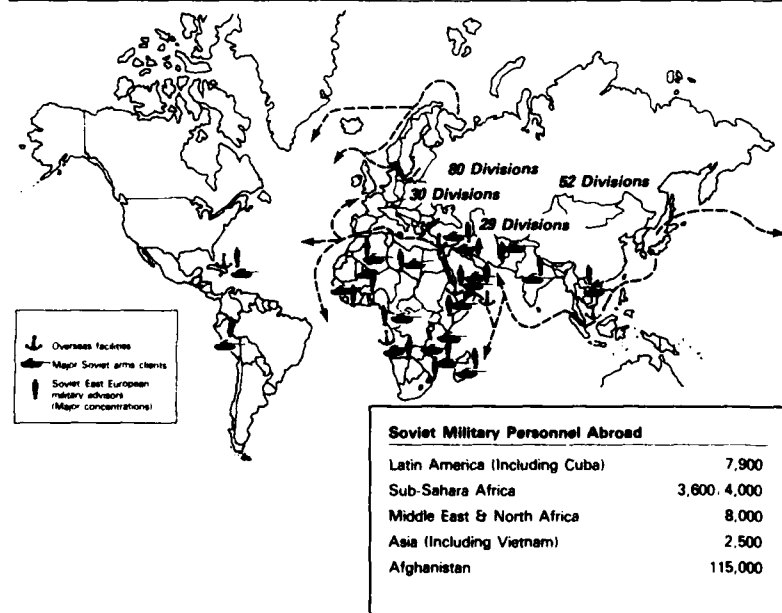 80 Divisions
52 Divisions
30 Divisions
29 Divisions
Overseas facilities
Major Soviet arms clients
Soviet East European
military advisors
(Major concentrations)
Soviet Military Personnel Abroad
Latin America (Including Cuba) 7,900
Sub-Sahara Africa 3,600, 4,000
Middle East & North Africa 8,000
Asia (Including Vietnam) 2,500
Afghanistan 115,000